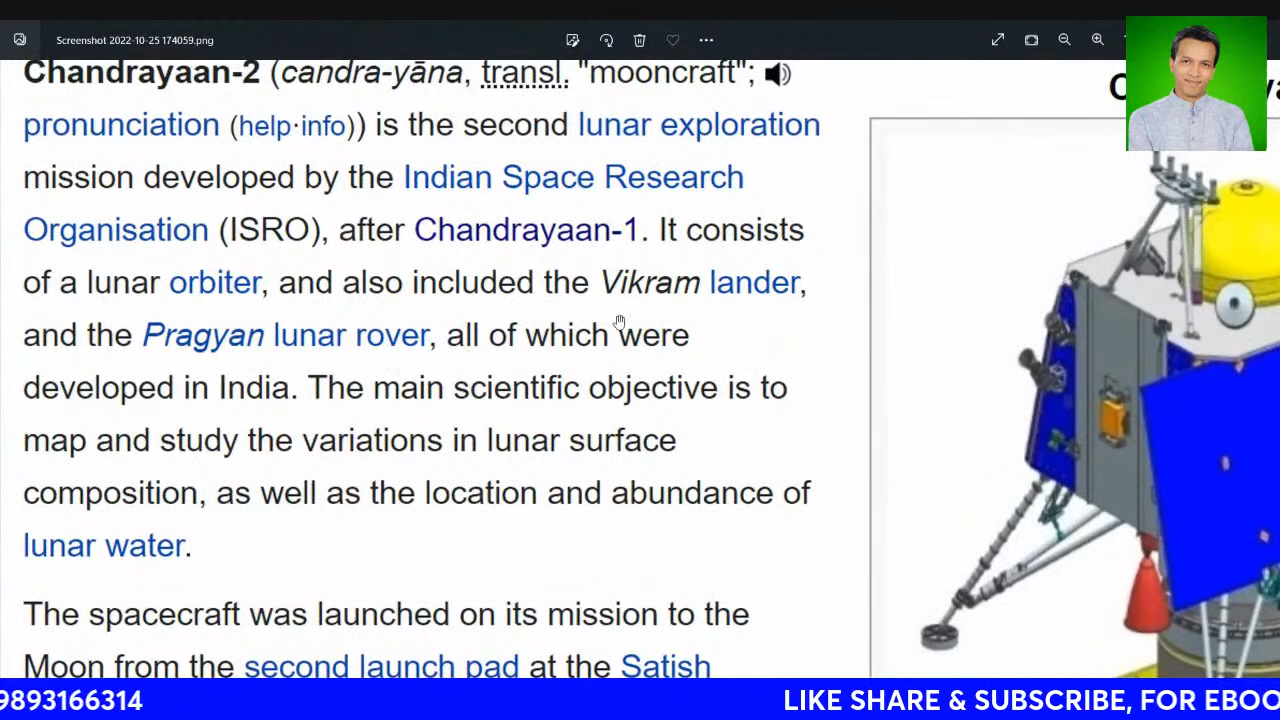 Screenshot 2022-10-25 174059.png
Chandrayaan-2 (candra-yāna, transl. "mooncraft";
pronunciation (help·info)) is the second lunar exploration
mission developed by the Indian Space Research
Organisation (ISRO), after Chandrayaan-1. It consists
of a lunar orbiter, and also included the Vikram lander,
and the Pragyan lunar rover, all of which were
developed in India. The main scientific objective is to
map and study the variations in lunar surface
composition, as well as the location and abundance of
lunar water.
The spacecraft was launched on its mission to the
Moon from the second launch pad at the Satish
9893166314
LIKE SHARE & SUBSCRIBE, FOR EBOO